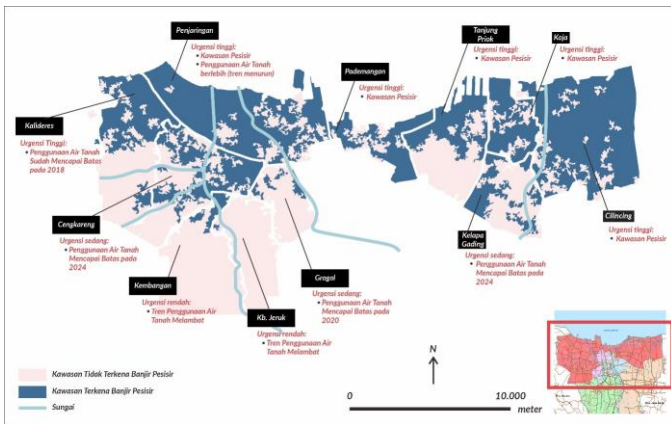 Penjaringan
Urgensi tinggi:
• Kawasan Pesisir
• Penggunaan Air Tanah
berlebih (tren menurun)
Tanjung
Priok
Urgensi tinggi:
• Kawasan Pesisir
Koja
Urgensi tinggi:
• Kawasan Pesisir
Pademangan
Urgensi tinggi:
• Kawasan Pesisir
Kalideres
Urgensi Tinggi:
• Penggunaan Air Tanah
Sudah Mencapai Batas
pada 2018
Cengkareng
Urgensi sedang:
• Penggunaan Air Tanah
Mencapai Batas pada
2024
Kembangan
Urgensi rendah:
• Tren Penggunaan Air
Tanah Melambat
Kb. Jeruk
Urgensi rendah:
• Tren Penggunaan Air
Tanah Melambat
Grogol
Urgensi sedang:
• Penggunaan Air Tanah
Mencapai Batas pada
2020
Kelapa
Gading
Urgensi sedang:
• Penggunaan Air Tanah
Mencapai Batas pada
2024
Cilincing
Urgensi tinggi:
• Kawasan Pesisir
Kawasan Tidak Terkena Banjir Pesisir
Kawasan Terkena Banjir Pesisir
Sungai
N
0 10.000
meter